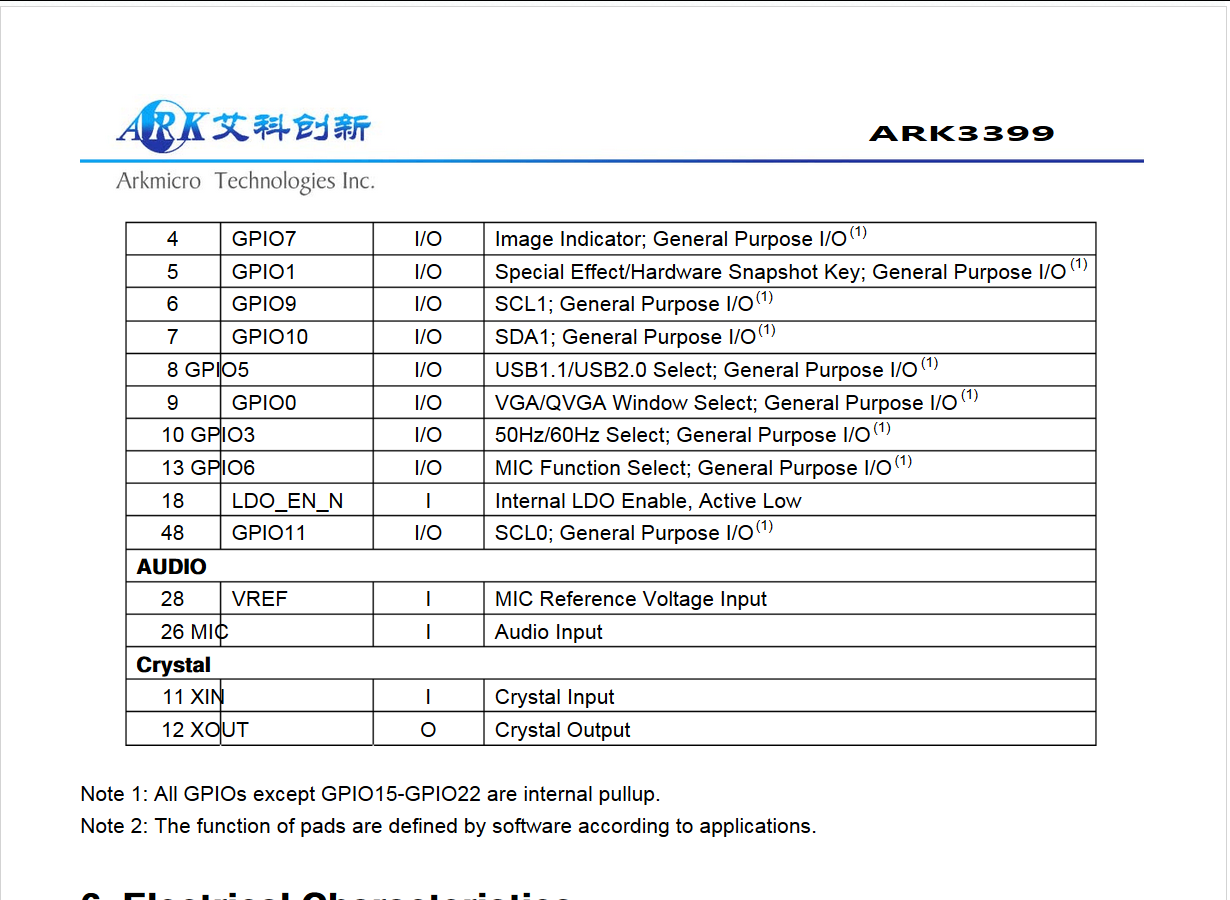 ARK艾科创新
ARK3399
Arkmicro Technologies Inc.
4 GPIO7 I/O Image Indicator; General Purpose I/O(1)
5 GPIO1 I/O Special Effect/Hardware Snapshot Key; General Purpose I/O(1)
6 GPIO9 I/O SCL1; General Purpose I/O(1)
7 GPIO10 I/O SDA1; General Purpose I/O(1)
8 GPIO5 I/O USB1.1/USB2.0 Select; General Purpose I/O(1)
9 GPIO0 I/O VGA/QVGA Window Select; General Purpose I/O(1)
10 GPIO3 I/O 50Hz/60Hz Select; General Purpose I/O(1)
13 GPIO6 I/O MIC Function Select; General Purpose I/O(1)
18 LDO_EN_N I Internal LDO Enable, Active Low
48 GPIO11 I/O SCL0; General Purpose I/O(1)
AUDIO
28 VREF I MIC Reference Voltage Input
26 MIC I Audio Input
Crystal
11 XIN I Crystal Input
12 XOUT O Crystal Output
Note 1: All GPIOs except GPIO15-GPIO22 are internal pullup.
Note 2: The function of pads are defined by software according to applications.
6. Electrical Characteristics